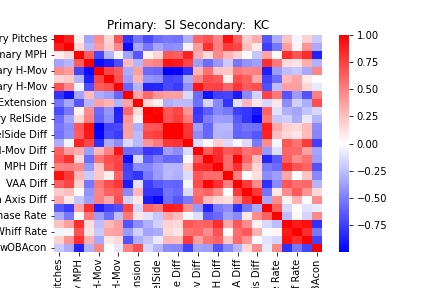 Primary: SI Secondary: KC
ry Pitches
mary MPH
ary H-Mov
ary H-Mov
Extension
ry RelSide
elSide Diff
I-Mov Diff
MPH Diff
VAA Diff
n Axis Diff
nase Rate
Whiff Rate
wOBAcon
1.00
0.75
0.50
0.25
0.00
−0.25
−0.50
−0.75
itches
y MPH
H-Mov
H-Mov
ension
elSide
e Diff
v Diff
H Diff
A Diff
is Diff
e Rate
f Rate
BAcon